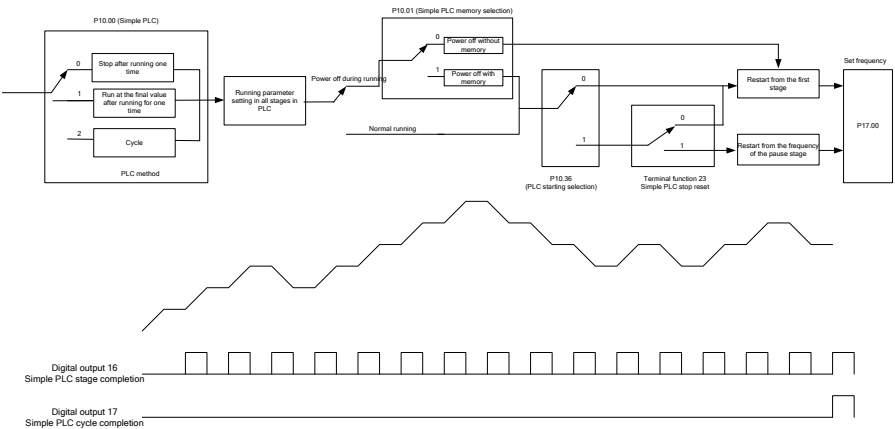 P10.00 (Simple PLC)
0
Stop after running one
time
1
Run at the final value
after running for one
time
2
Cycle
PLC method
Running parameter
setting in all stages in
PLC
Power off during running
Normal running
P10.01 (Simple PLC memory selection)
0
Power off without
memory
1
Power off with
memory
0
1
P10.36
(PLC starting selection)
0
1
Terminal function 23
Simple PLC stop reset
Restart from the first
stage
Restart from the frequency
of the pause stage
Set frequency
P17.00
Digital output 16
Simple PLC stage completion
Digital output 17
Simple PLC cycle completion